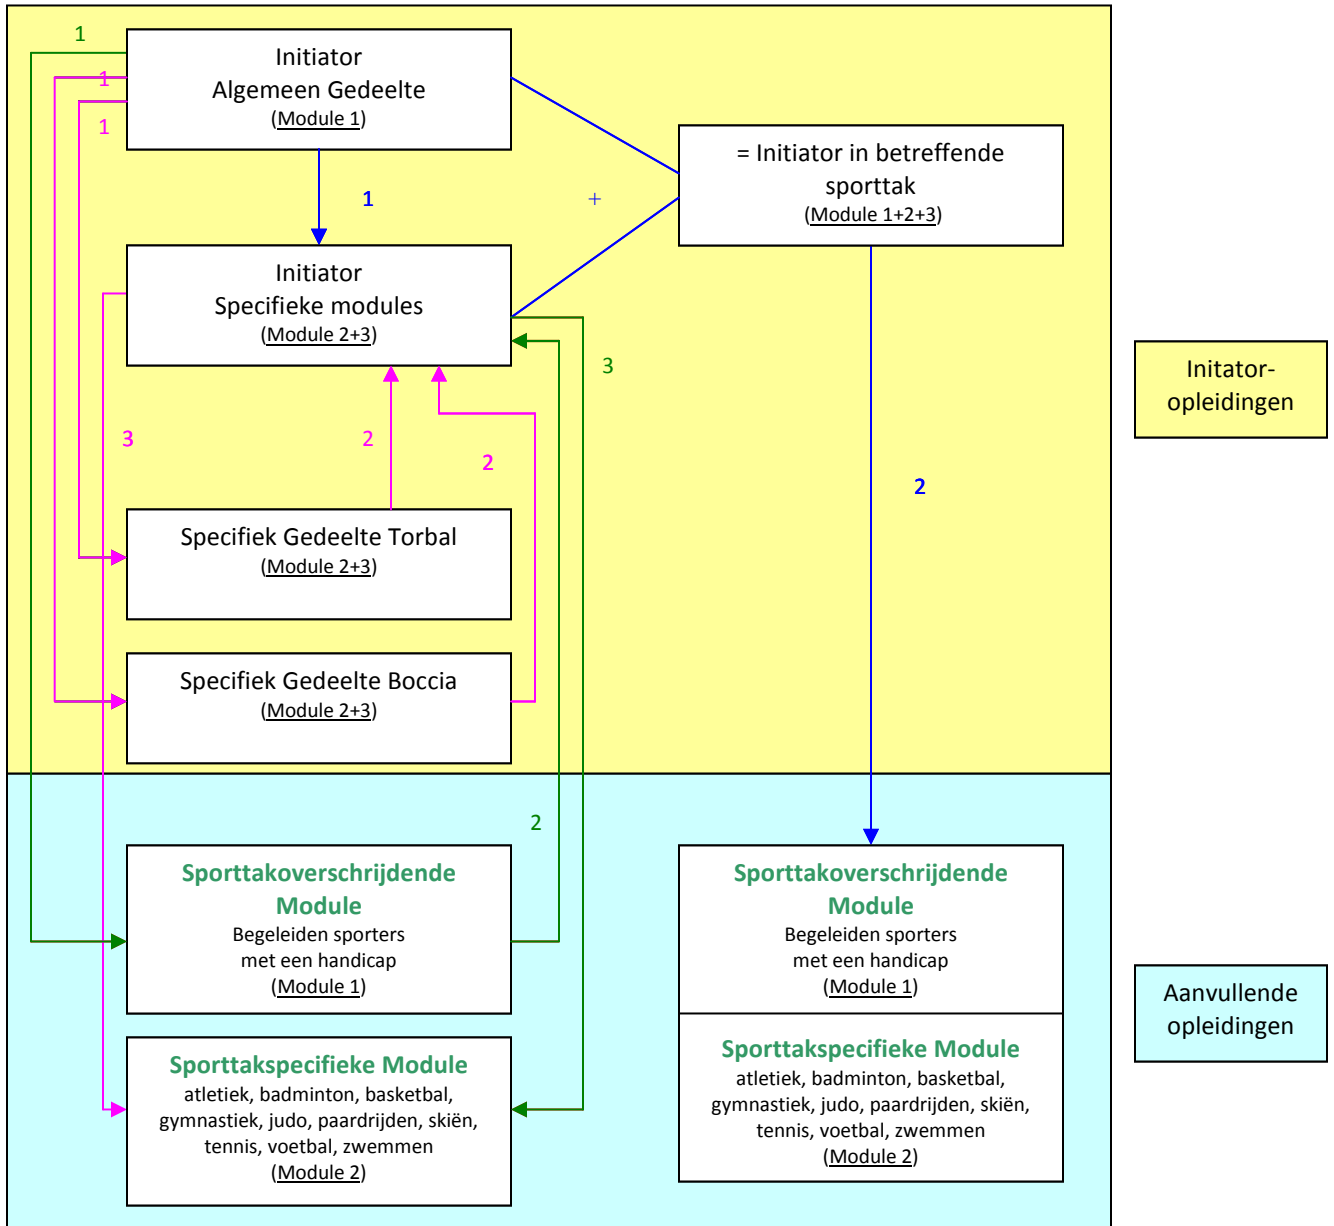 1
Initiator
Algemeen Gedeelte
(Module 1)
1
1
= Initiator in betreffende
sporttak
(Module 1+2+3)
1
+
Initiator
Specifieke modules
(Module 2+3)
3
Initator-
opleidingen
3
2
2
2
Specifiek Gedeelte Torbal
(Module 2+3)
Specifiek Gedeelte Boccia
(Module 2+3)
2
Sporttakoverschrijdende
Module
Begeleiden sporters
met een handicap
(Module 1)
Sporttakspecifieke Module
atletiek, badminton, basketbal,
gymnastiek, judo, paardrijden, skiën,
tennis, voetbal, zwemmen
(Module 2)
Sporttakoverschrijdende
Module
Begeleiden sporters
met een handicap
(Module 1)
Sporttakspecifieke Module
atletiek, badminton, basketbal,
gymnastiek, judo, paardrijden, skiën,
tennis, voetbal, zwemmen
(Module 2)
Aanvullende
opleidingen